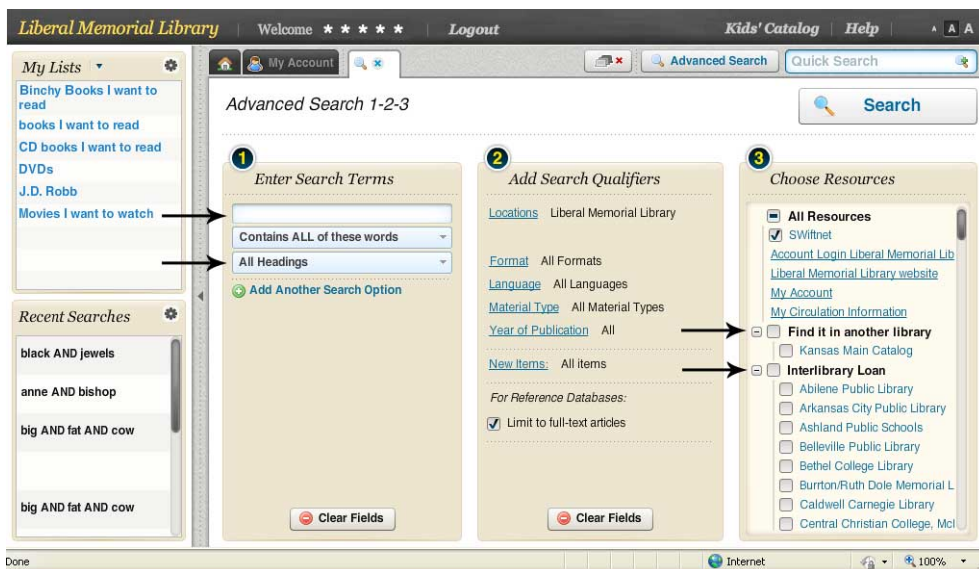 Liberal Memorial Library
Welcome * * * * *
Logout
Kids' Catalog
Help
A A A
My Lists
Binchy Books I want to
read
books I want to read
CD books I want to read
DVDs
J.D. Robb
Movies I want to watch
Recent Searches
black AND jewels
anne AND bishop
big AND fat AND cow
big AND fat AND cow
My Account
Advanced Search
Quick Search
Advanced Search 1-2-3
Search
1
Enter Search Terms
Contains ALL of these words
All Headings
Add Another Search Option
Clear Fields
2
Add Search Qualifiers
Locations Liberal Memorial Library
Format All Formats
Language All Languages
Material Type All Material Types
Year of Publication All
New Items: All items
For Reference Databases:
Limit to full-text articles
Clear Fields
3
Choose Resources
All Resources
SWiftnet
Account Login Liberal Memorial Lib
Liberal Memorial Library website
My Account
My Circulation Information
Find it in another library
Kansas Main Catalog
Interlibrary Loan
Abilene Public Library
Arkansas City Public Library
Ashland Public Schools
Belleville Public Library
Bethel College Library
Burrton/Ruth Dole Memorial L
Caldwell Carnegie Library
Central Christian College, McI
Done
Internet
100%